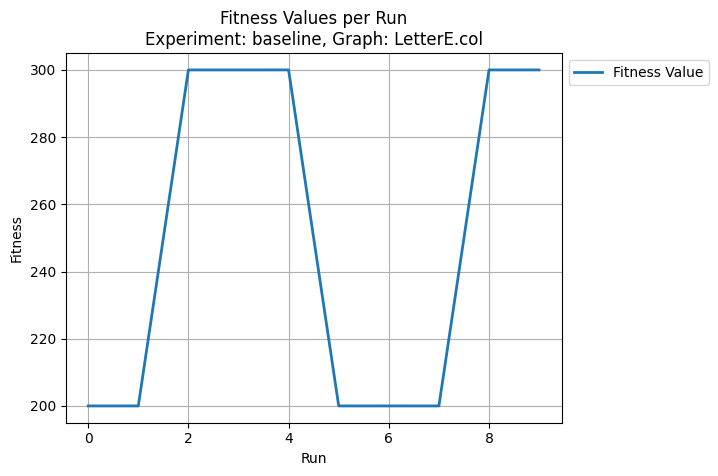 Fitness Values per Run
Experiment: baseline, Graph: LetterE.col
Fitness Value
300
280
260
240
220
200
Fitness
0 2 4 6 8
Run